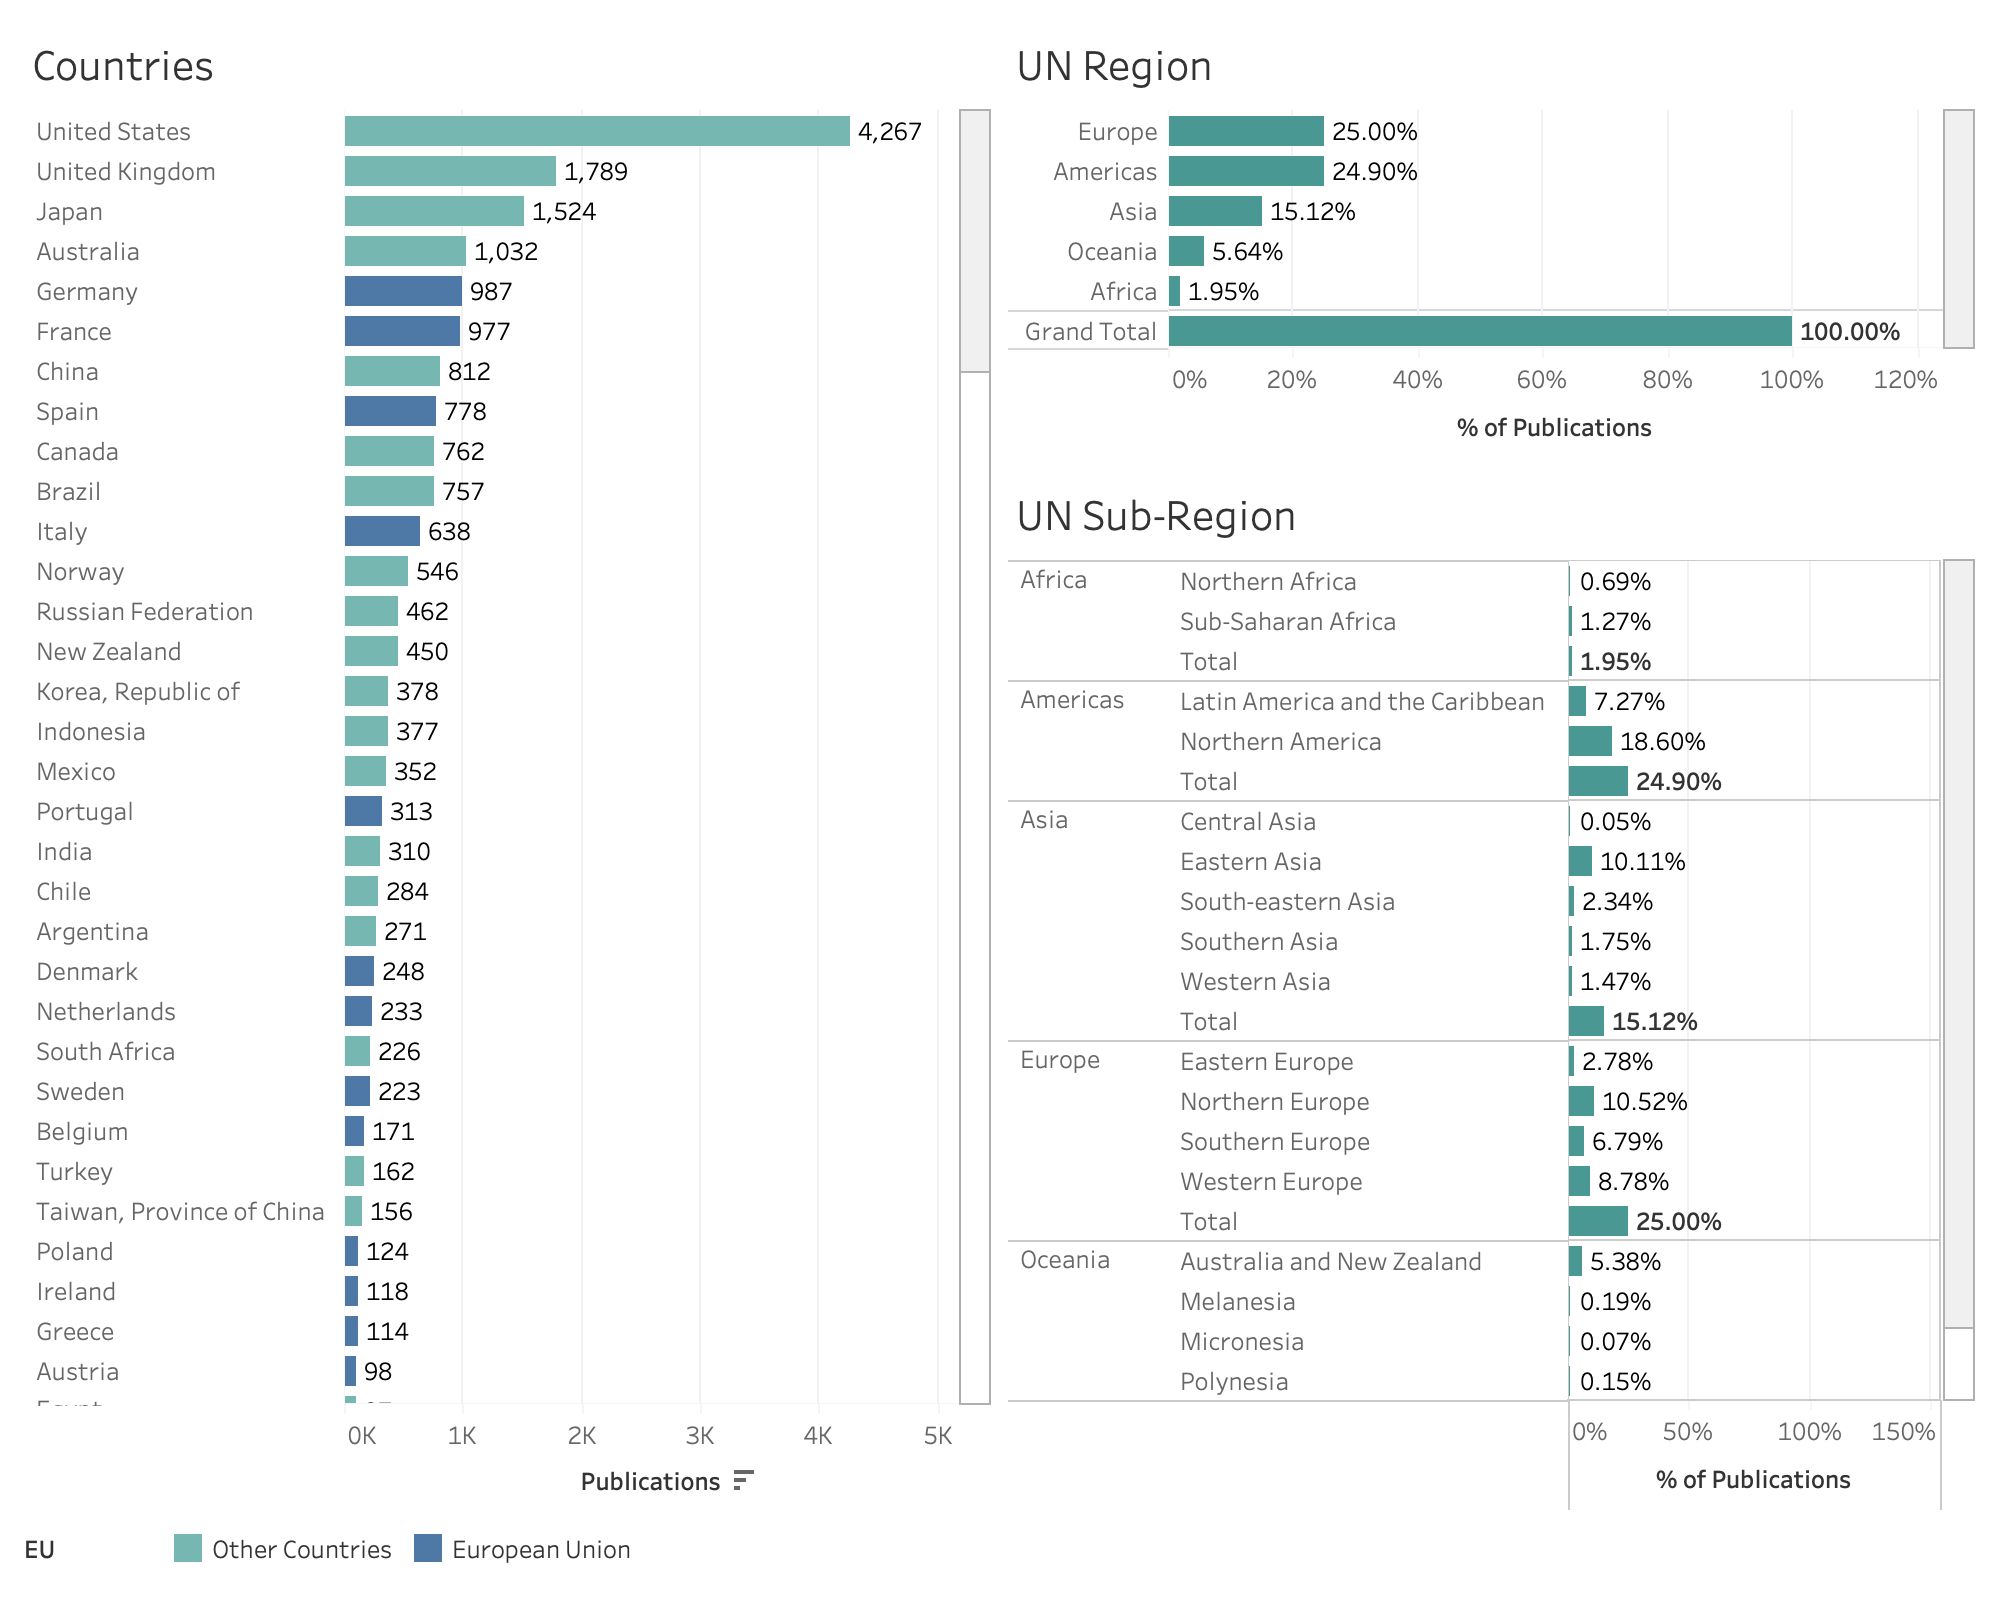 Countries
United States 4,267
United Kingdom 1,789
Japan 1,524
Australia 1,032
Germany 987
France 977
China 812
Spain 778
Canada 762
Brazil 757
Italy 638
Norway 546
Russian Federation 462
New Zealand 450
Korea, Republic of 378
Indonesia 377
Mexico 352
Portugal 313
India 310
Chile 284
Argentina 271
Denmark 248
Netherlands 233
South Africa 226
Sweden 223
Belgium 171
Turkey 162
Taiwan, Province of China 156
Poland 124
Ireland 118
Greece 114
Austria 98
0K 1K 2K 3K 4K 5K
Publications
EU Other Countries European Union
UN Region
Europe 25.00%
Americas 24.90%
Asia 15.12%
Oceania 5.64%
Africa 1.95%
Grand Total 100.00%
0% 20% 40% 60% 80% 100% 120%
% of Publications
UN Sub-Region
Africa Northern Africa 0.69%
Sub-Saharan Africa 1.27%
Total 1.95%
Americas Latin America and the Caribbean 7.27%
Northern America 18.60%
Total 24.90%
Asia Central Asia 0.05%
Eastern Asia 10.11%
South-eastern Asia 2.34%
Southern Asia 1.75%
Western Asia 1.47%
Total 15.12%
Europe Eastern Europe 2.78%
Northern Europe 10.52%
Southern Europe 6.79%
Western Europe 8.78%
Total 25.00%
Oceania Australia and New Zealand 5.38%
Melanesia 0.19%
Micronesia 0.07%
Polynesia 0.15%
0% 50% 100% 150%
% of Publications